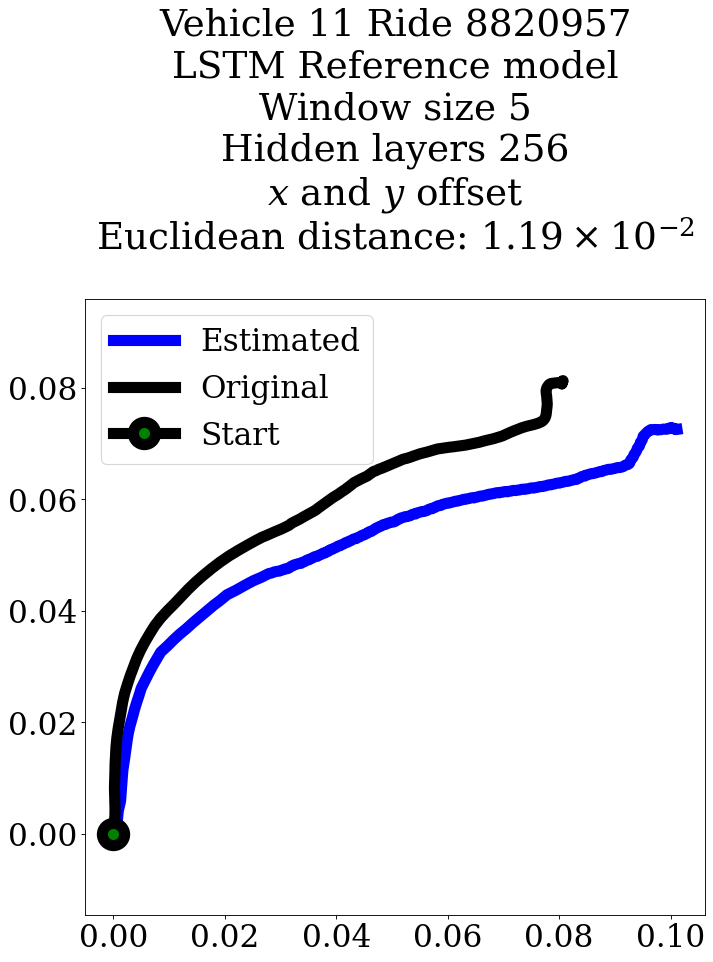 Vehicle 11 Ride 8820957
LSTM Reference model
Window size 5
Hidden layers 256
x and y offset
Euclidean distance: 1.19 × 10⁻²
Estimated
Original
Start
0.08
0.06
0.04
0.02
0.00
0.00 0.02 0.04 0.06 0.08 0.10